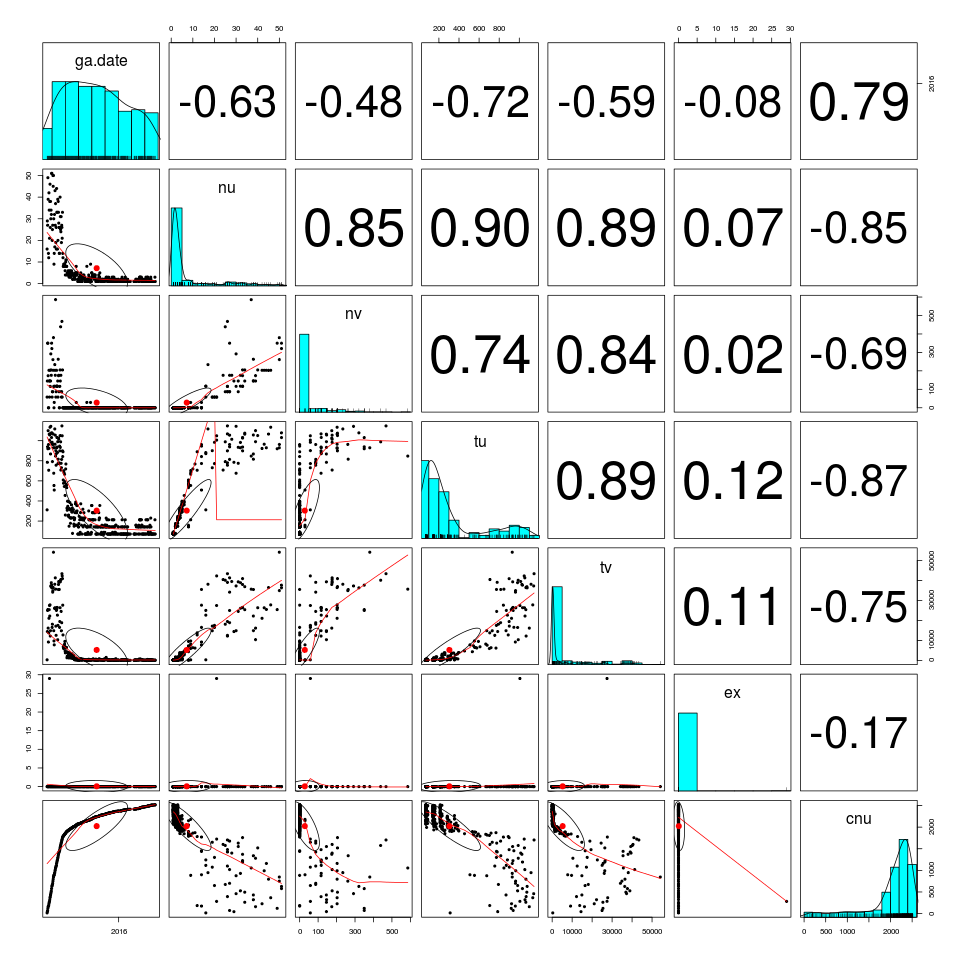 0 10 20 30 40 50
200 400 600 800
0 5 10 15 20 25 30
ga.date
-0.63
-0.48
-0.72
-0.59
-0.08
0.79
2016
0 10 20 30 40 50
nu
0.85
0.90
0.89
0.07
-0.85
nv
0.74
0.84
0.02
-0.69
0 100 300 500
200 400 600 800
tu
0.89
0.12
-0.87
tv
0.11
-0.75
0 10000 30000 50000
0 5 10 15 20 25 30
ex
-0.17
cnu
0 500 1000 2000
2016
0 100 300 500
0 10000 30000 50000
0 500 1000 2000